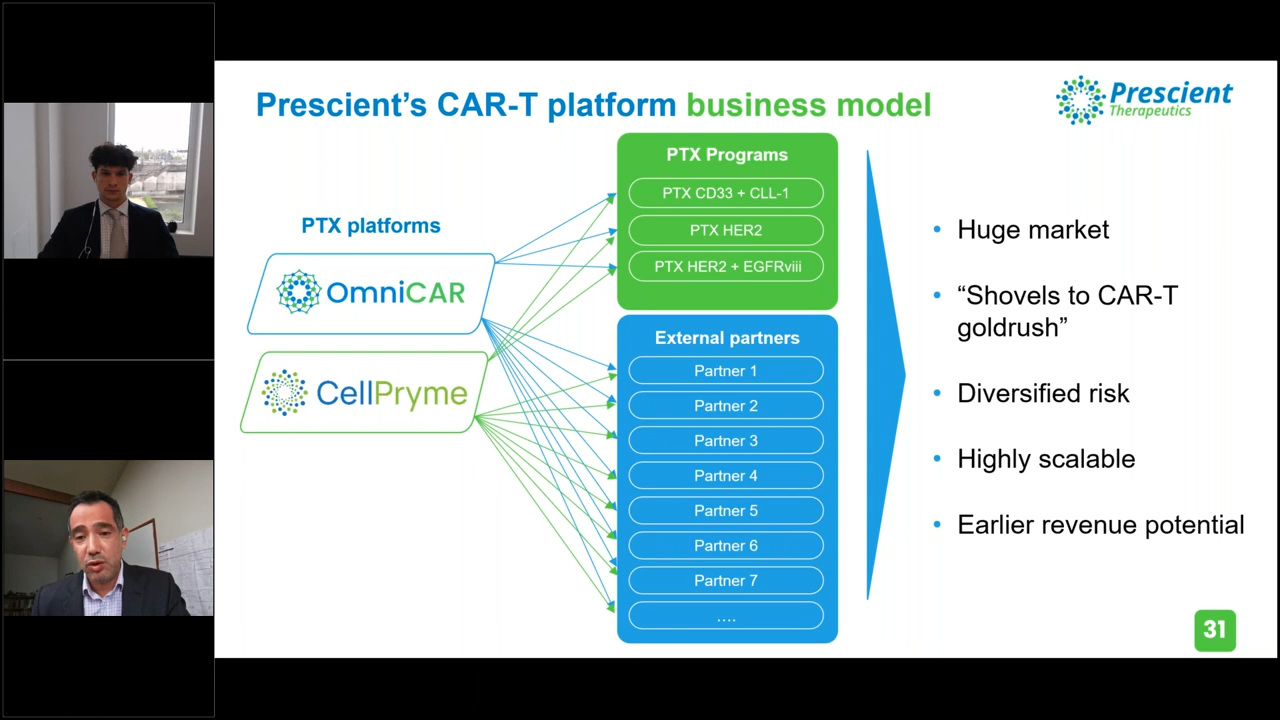 Prescient's CAR-T platform business model
Prescient
Therapeutics
PTX platforms
OmniCAR
CellPryme
PTX Programs
PTX CD33 + CLL-1
PTX HER2
PTX HER2 + EGFRviii
External partners
Partner 1
Partner 2
Partner 3
Partner 4
Partner 5
Partner 6
Partner 7
....
• Huge market
• “Shovels to CAR-T
goldrush”
• Diversified risk
• Highly scalable
• Earlier revenue potential
31